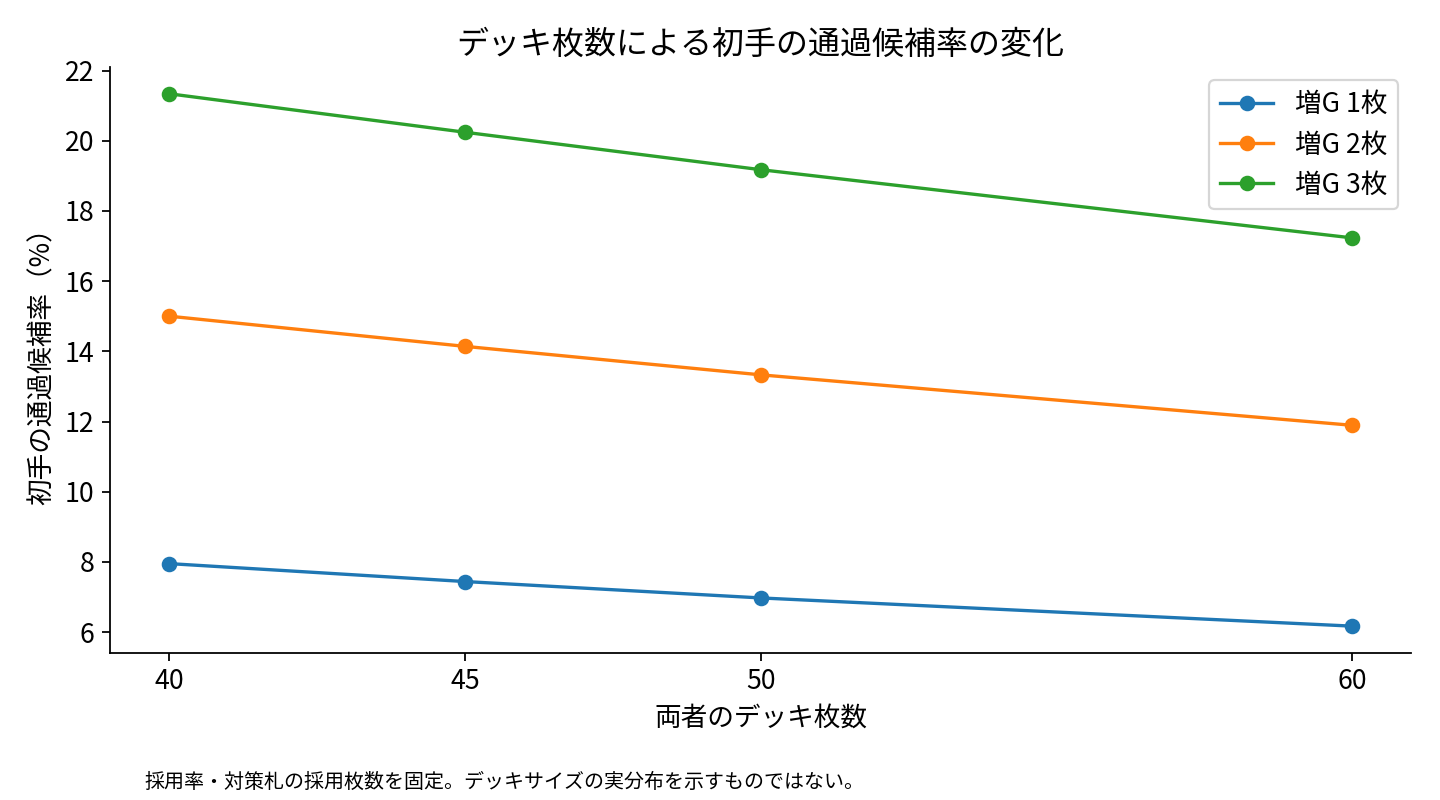 デッキ枚数による初手の通過候補率の変化
増G 1枚
増G 2枚
増G 3枚
初手の通過候補率（%）
22
20
18
16
14
12
10
8
6
40 45 50 60
両者のデッキ枚数
採用率・対策札の採用枚数を固定。デッキサイズの実分布を示すものではない。